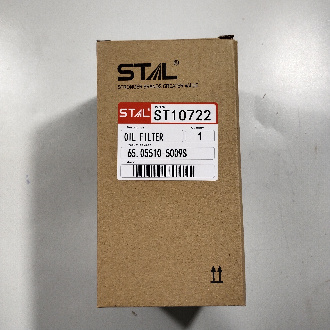 STAL®
STAL®
ST10722
OIL FILTER
1
65.05510-5009S